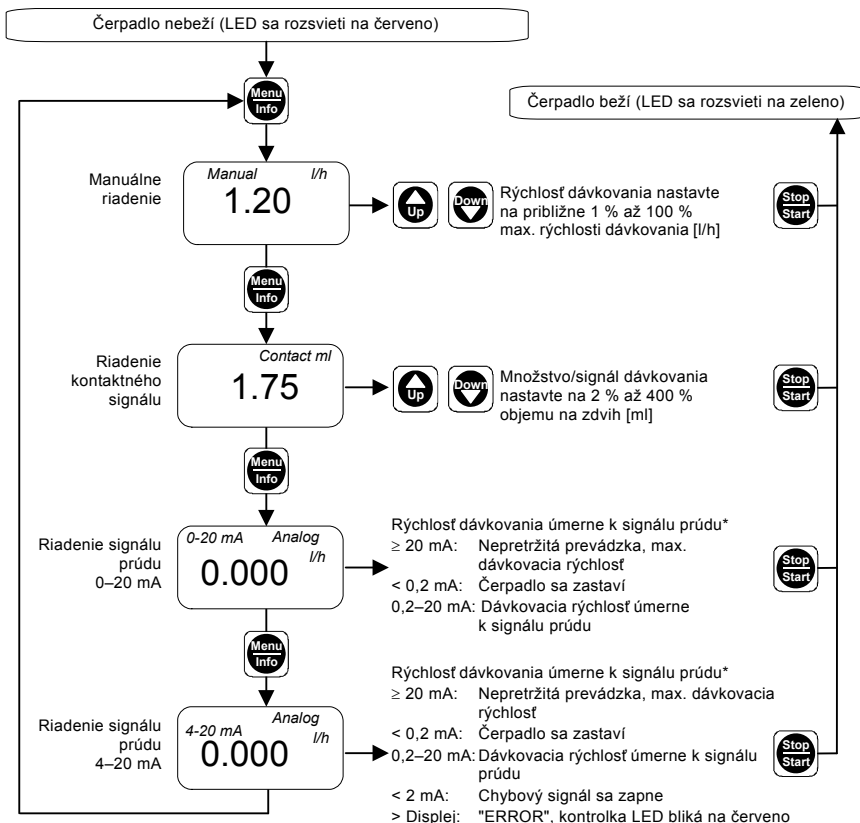 Čerpadlo nebeží (LED sa rozsvieti na červeno)
Menu
Info
Čerpadlo beží (LED sa rozsvieti na zeleno)
Manuálne
riadenie
Manual l/h
1.20
Up
Down
Rýchlosť dávkovania nastavte
na približne 1 % až 100 %
max. rýchlosti dávkovania [l/h]
Stop
Start
Menu
Info
Riadenie
kontaktného
signálu
Contact ml
1.75
Up
Down
Množstvo/signál dávkovania
nastavte na 2 % až 400 %
objemu na zdvih [ml]
Stop
Start
Menu
Info
Riadenie signálu
prúdu
0–20 mA
0-20 mA Analog
l/h
0.000
Rýchlosť dávkovania úmerne k signálu prúdu*
≥ 20 mA: Nepretržitá prevádzka, max.
dávkovacia rýchlosť
< 0,2 mA: Čerpadlo sa zastaví
0,2–20 mA: Dávkovacia rýchlosť úmerne
k signálu prúdu
Stop
Start
Menu
Info
Riadenie signálu
prúdu
4–20 mA
4-20 mA Analog
l/h
0.000
Rýchlosť dávkovania úmerne k signálu prúdu*
≥ 20 mA: Nepretržitá prevádzka, max. dávkovacia
rýchlosť
< 0,2 mA: Čerpadlo sa zastaví
0,2–20 mA: Dávkovacia rýchlosť úmerne k signálu
prúdu
< 2 mA: Chybový signál sa zapne
> Displej: "ERROR", kontrolka LED bliká na červeno
Stop
Start